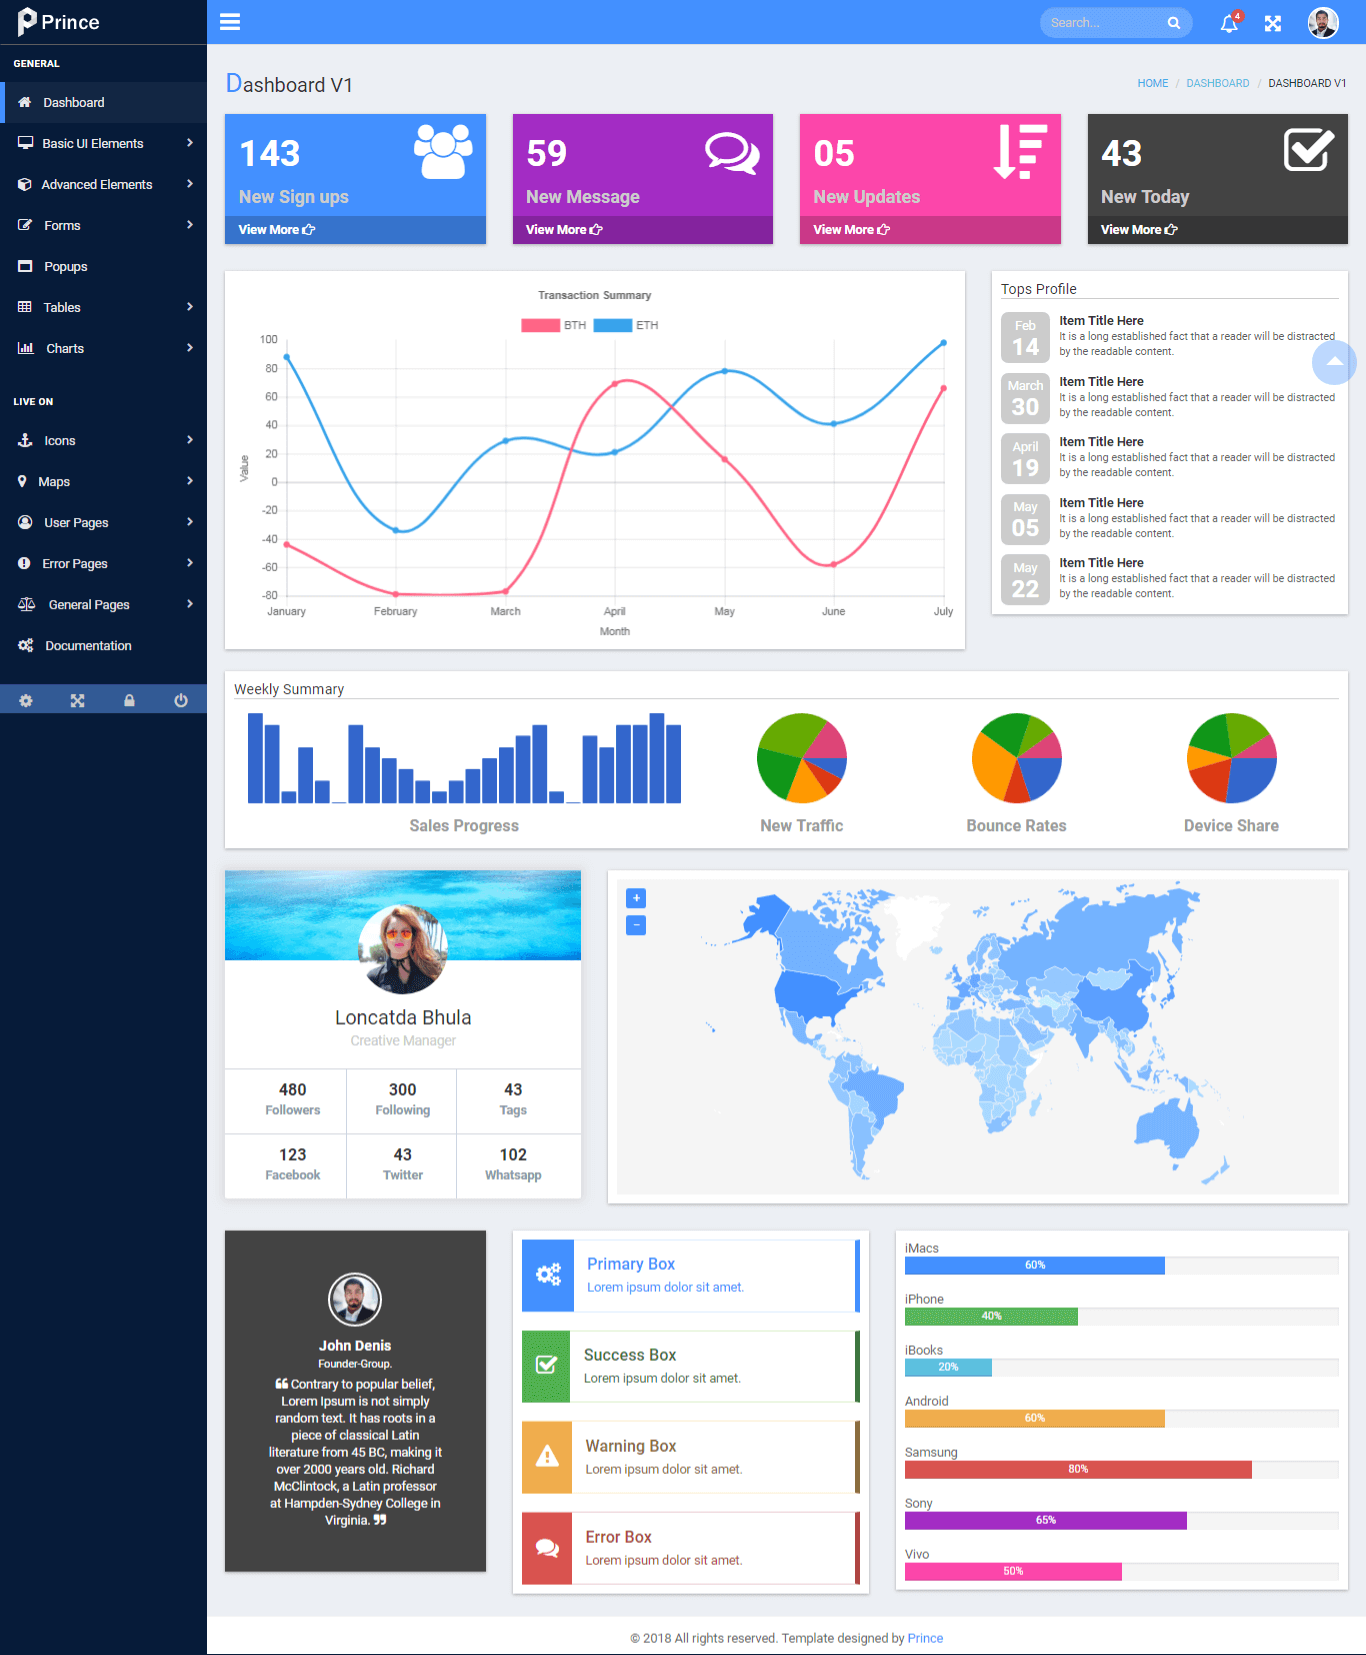 Prince
Search...
4
GENERAL
Dashboard
Basic UI Elements
Advanced Elements
Forms
Popups
Tables
Charts
LIVE ON
Icons
Maps
User Pages
Error Pages
General Pages
Documentation
Dashboard V1
HOME / DASHBOARD / DASHBOARD V1
143
New Sign ups
View More
59
New Message
View More
05
New Updates
View More
43
New Today
View More
Transaction Summary
BTH ETH
100
80
60
40
20
0
-20
-40
-60
-80
Value
January February March April May June July
Month
Tops Profile
Feb
14
Item Title Here
It is a long established fact that a reader will be distracted
by the readable content.
March
30
Item Title Here
It is a long established fact that a reader will be distracted
by the readable content.
April
19
Item Title Here
It is a long established fact that a reader will be distracted
by the readable content.
May
05
Item Title Here
It is a long established fact that a reader will be distracted
by the readable content.
May
22
Item Title Here
It is a long established fact that a reader will be distracted
by the readable content.
Weekly Summary
Sales Progress
New Traffic
Bounce Rates
Device Share
Loncatda Bhula
Creative Manager
480
Followers
300
Following
43
Tags
123
Facebook
43
Twitter
102
Whatsapp
+
−
John Denis
Founder-Group.
❝ Contrary to popular belief,
Lorem Ipsum is not simply
random text. It has roots in a
piece of classical Latin
literature from 45 BC, making it
over 2000 years old. Richard
McClintock, a Latin professor
at Hampden-Sydney College in
Virginia. ❞
Primary Box
Lorem ipsum dolor sit amet.
Success Box
Lorem ipsum dolor sit amet.
Warning Box
Lorem ipsum dolor sit amet.
Error Box
Lorem ipsum dolor sit amet.
iMacs
60%
iPhone
40%
iBooks
20%
Android
60%
Samsung
80%
Sony
65%
Vivo
50%
© 2018 All rights reserved. Template designed by Prince